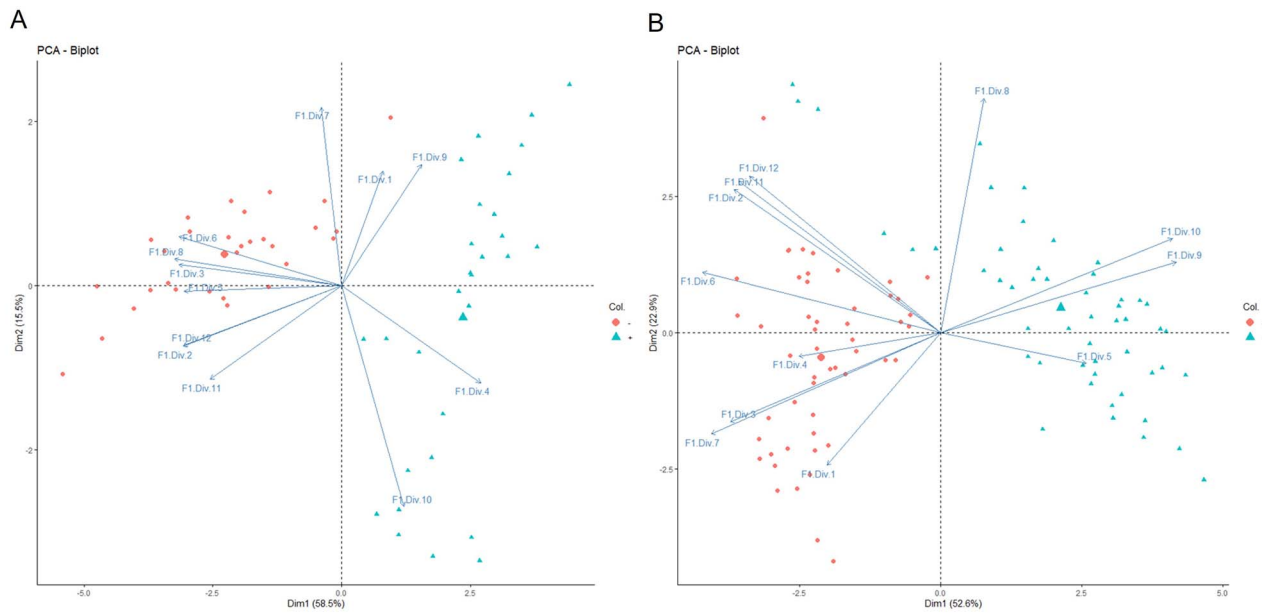 A
PCA - Biplot
2
0
-2
Dim2 (15.5%)
F1.Div.7
F1.Div.9
F1.Div.1
F1.Div.6
F1.Div.8
F1.Div.3
F1.Div.5
F1.Div.12
F1.Div.2
F1.Div.11
F1.Div.4
F1.Div.10
-5.0
-2.5
0.0
2.5
Dim1 (58.5%)
Col.
-
+
B
PCA - Biplot
2.5
0.0
-2.5
Dim2 (22.9%)
F1.Div.8
F1.Div.12
F1.Div.11
F1.Div.2
F1.Div.10
F1.Div.9
F1.Div.6
F1.Div.5
F1.Div.4
F1.Div.3
F1.Div.7
F1.Div.1
-2.5
0.0
2.5
5.0
Dim1 (52.6%)
Col.